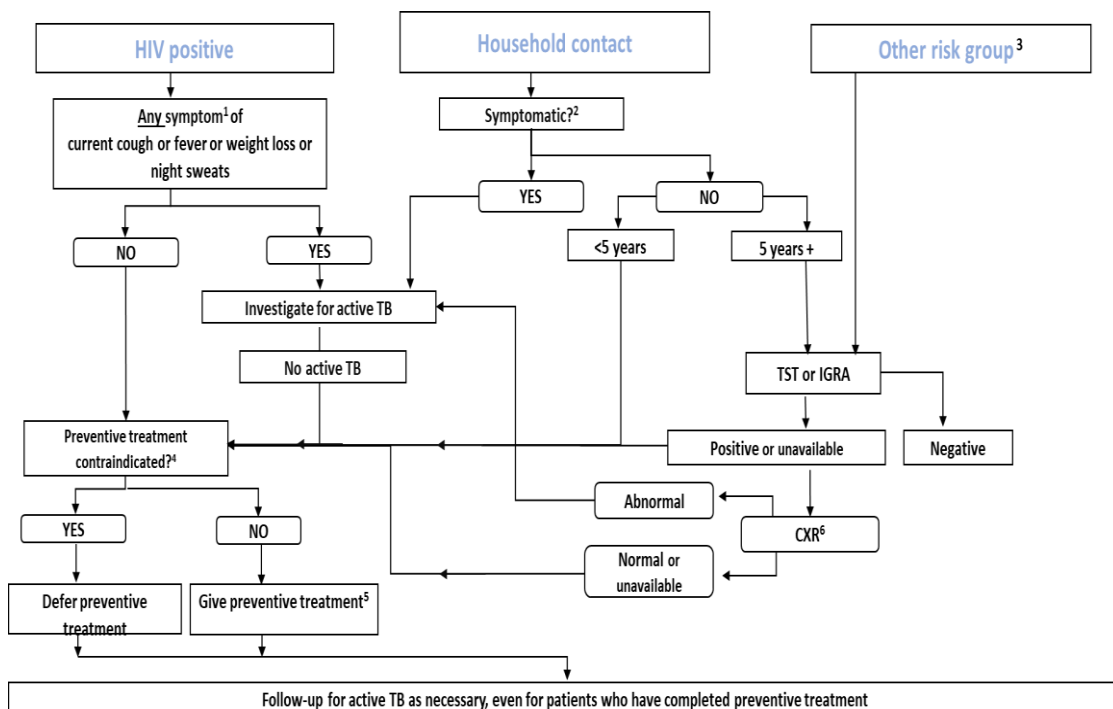 HIV positive
Household contact
Other risk group 3
Any symptom1 of
current cough or fever or weight loss or
night sweats
Symptomatic?2
YES
NO
NO
YES
<5 years
5 years +
Investigate for active TB
No active TB
TST or IGRA
Preventive treatment
contraindicated?4
Positive or unavailable
Negative
Abnormal
YES
NO
CXR6
Normal or
unavailable
Defer preventive
treatment
Give preventive treatment5
Follow-up for active TB as necessary, even for patients who have completed preventive treatment